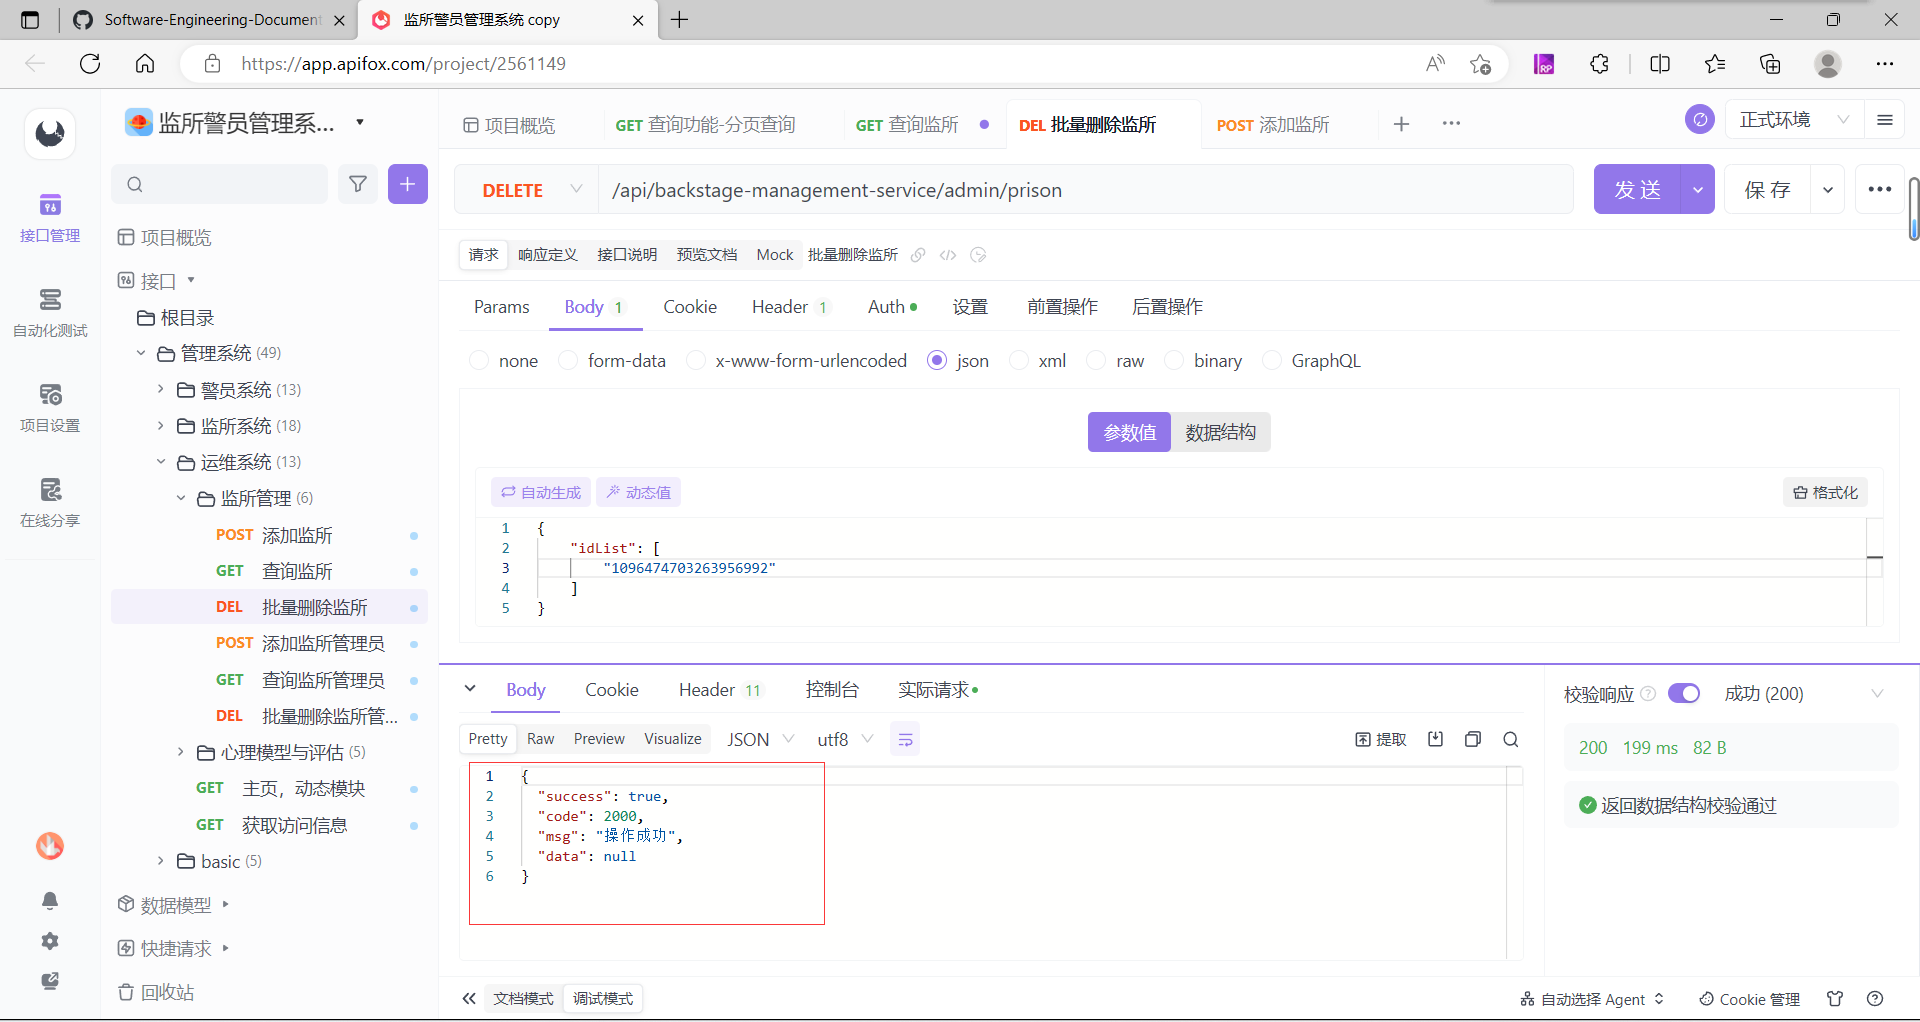 Software-Engineering-Document
监所警员管理系统 copy
https://app.apifox.com/project/2561149
监所警员管理系...
项目概览
GET 查询功能-分页查询
GET 查询监所
DEL 批量删除监所
POST 添加监所
正式环境
接口管理
自动化测试
项目设置
在线分享
项目概览
接口
根目录
管理系统 (49)
警员系统 (13)
监所系统 (18)
运维系统 (13)
监所管理 (6)
POST 添加监所
GET 查询监所
DEL 批量删除监所
POST 添加监所管理员
GET 查询监所管理员
DEL 批量删除监所管...
心理模型与评估 (5)
GET 主页，动态模块
GET 获取访问信息
basic (5)
数据模型
快捷请求
回收站
DELETE
/api/backstage-management-service/admin/prison
发 送
保 存
请求 响应定义 接口说明 预览文档 Mock 批量删除监所
Params Body 1 Cookie Header 1 Auth 设置 前置操作 后置操作
none form-data x-www-form-urlencoded json xml raw binary GraphQL
参数值 数据结构
自动生成 动态值 格式化
1 {
2 "idList": [
3 "1096474703263956992"
4 ]
5 }
Body Cookie Header 11 控制台 实际请求
Pretty Raw Preview Visualize JSON utf8 提取
1 {
2 "success": true,
3 "code": 2000,
4 "msg": "操作成功",
5 "data": null
6 }
校验响应 成功 (200)
200 199 ms 82 B
返回数据结构校验通过
文档模式 调试模式
自动选择 Agent
Cookie 管理